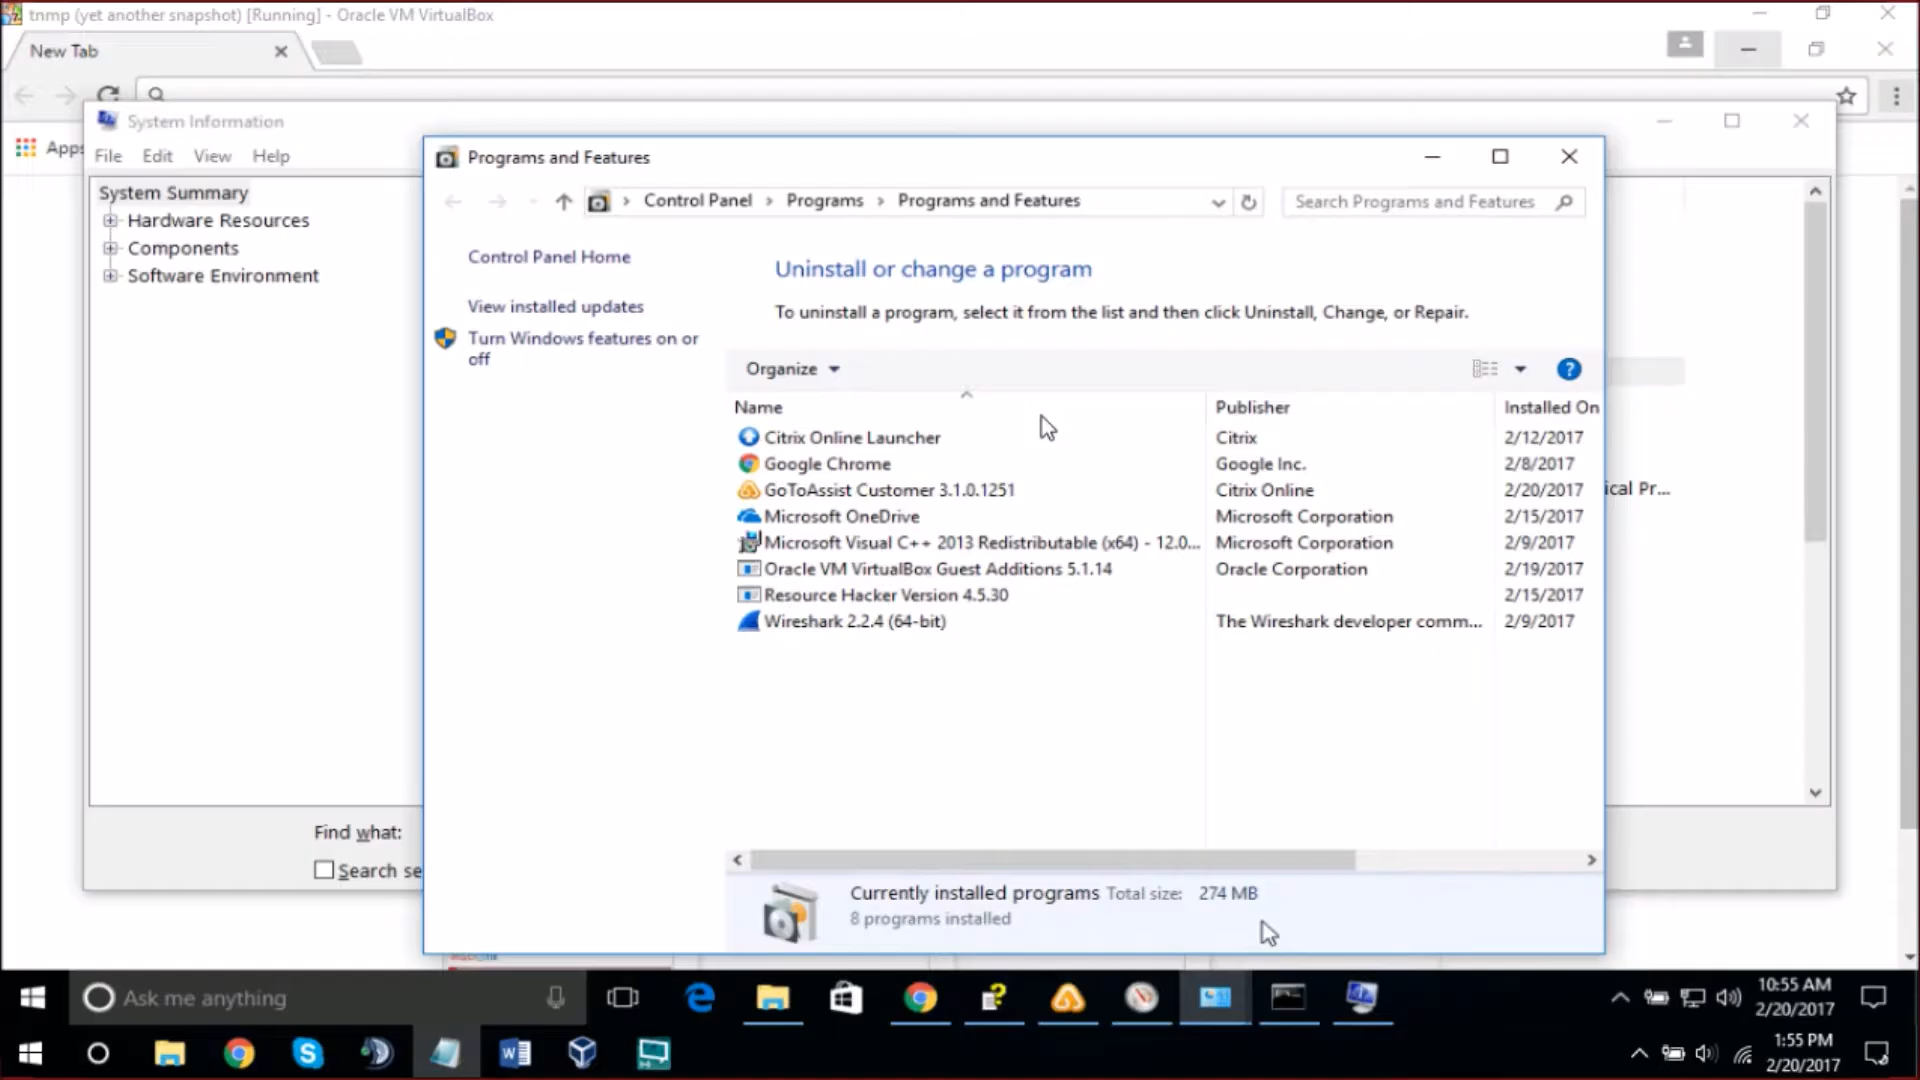 tnmp (yet another snapshot) [Running] - Oracle VM VirtualBox
New Tab
Apps
System Information
File Edit View Help
System Summary
Hardware Resources
Components
Software Environment
Find what:
Search se
Programs and Features
Control Panel > Programs > Programs and Features
Search Programs and Features
Control Panel Home
View installed updates
Turn Windows features on or
off
Uninstall or change a program
To uninstall a program, select it from the list and then click Uninstall, Change, or Repair.
Organize
Name Publisher Installed On
Citrix Online Launcher Citrix 2/12/2017
Google Chrome Google Inc. 2/8/2017
GoToAssist Customer 3.1.0.1251 Citrix Online 2/20/2017
Microsoft OneDrive Microsoft Corporation 2/15/2017
Microsoft Visual C++ 2013 Redistributable (x64) - 12.0... Microsoft Corporation 2/9/2017
Oracle VM VirtualBox Guest Additions 5.1.14 Oracle Corporation 2/19/2017
Resource Hacker Version 4.5.30 2/15/2017
Wireshark 2.2.4 (64-bit) The Wireshark developer comm... 2/9/2017
ical Pr...
Currently installed programs Total size: 274 MB
8 programs installed
Ask me anything
10:55 AM
2/20/2017
1:55 PM
2/20/2017